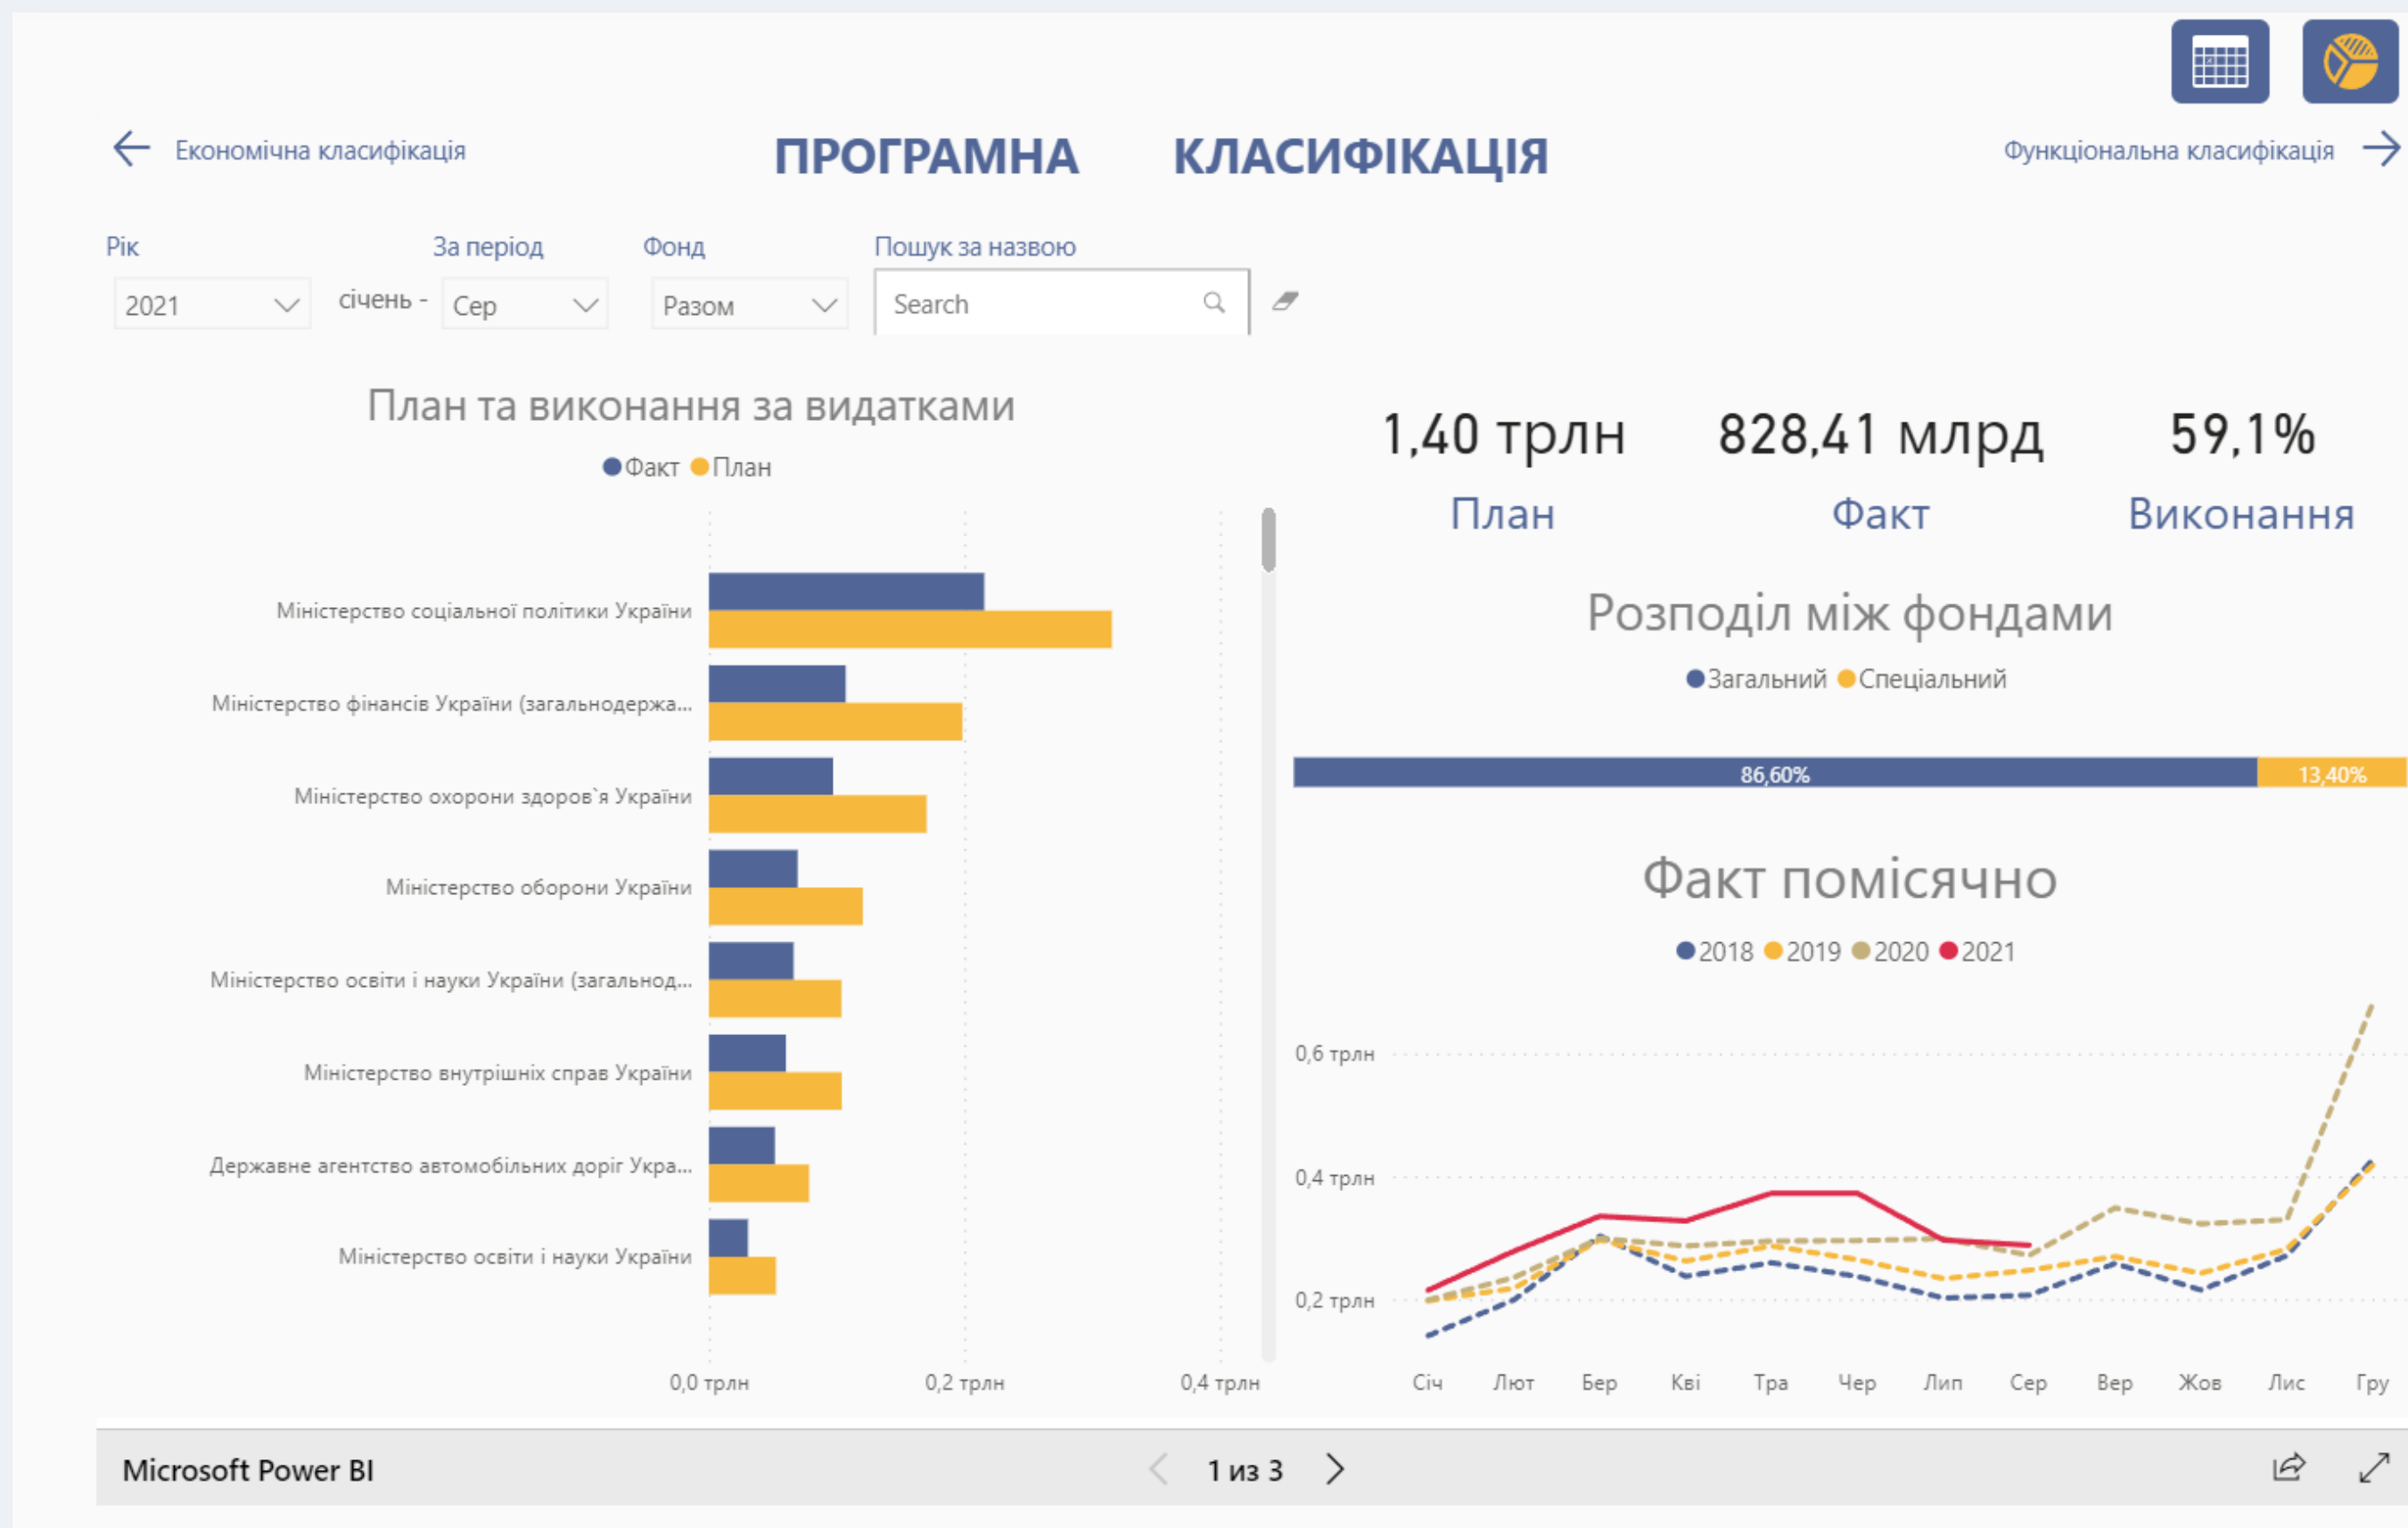 Економічна класифікація
ПРОГРАМНА КЛАСИФІКАЦІЯ
Функціональна класифікація
Рік
За період
Фонд
Пошук за назвою
2021
січень -
Сер
Разом
Search
План та виконання за видатками
Факт План
Міністерство соціальної політики України
Міністерство фінансів України (загальнодержа...
Міністерство охорони здоров`я України
Міністерство оборони України
Міністерство освіти і науки України (загальнод...
Міністерство внутрішніх справ України
Державне агентство автомобільних доріг Укра...
Міністерство освіти і науки України
0,0 трлн 0,2 трлн 0,4 трлн
1,40 трлн 828,41 млрд 59,1%
План Факт Виконання
Розподіл між фондами
Загальний Спеціальний
86,60% 13,40%
Факт помісячно
2018 2019 2020 2021
0,6 трлн
0,4 трлн
0,2 трлн
Січ Лют Бер Кві Тра Чер Лип Сер Вер Жов Лис Гру
Microsoft Power BI
1 из 3